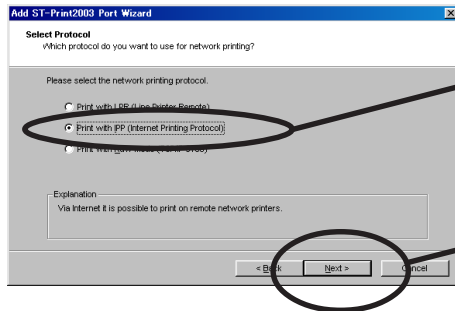 Add ST-Print2003 Port Wizard
Select Protocol
Which protocol do you want to use for network printing?
Please select the network printing protocol.
Print with LPR (Line Printer Remote)
Print with IPP (Internet Printing Protocol)
Print with
Explanation
Via Internet it is possible to print on remote network printers.
< Back Next > Cancel